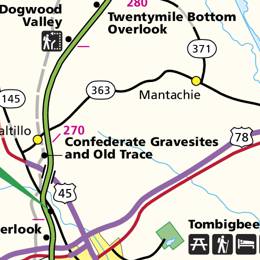 280
Dogwood
Valley
Twentymile Bottom
Overlook
371
363
145
Mantachie
altillo
270
Confederate Gravesites
and Old Trace
78
45
Tombigbee
erlook